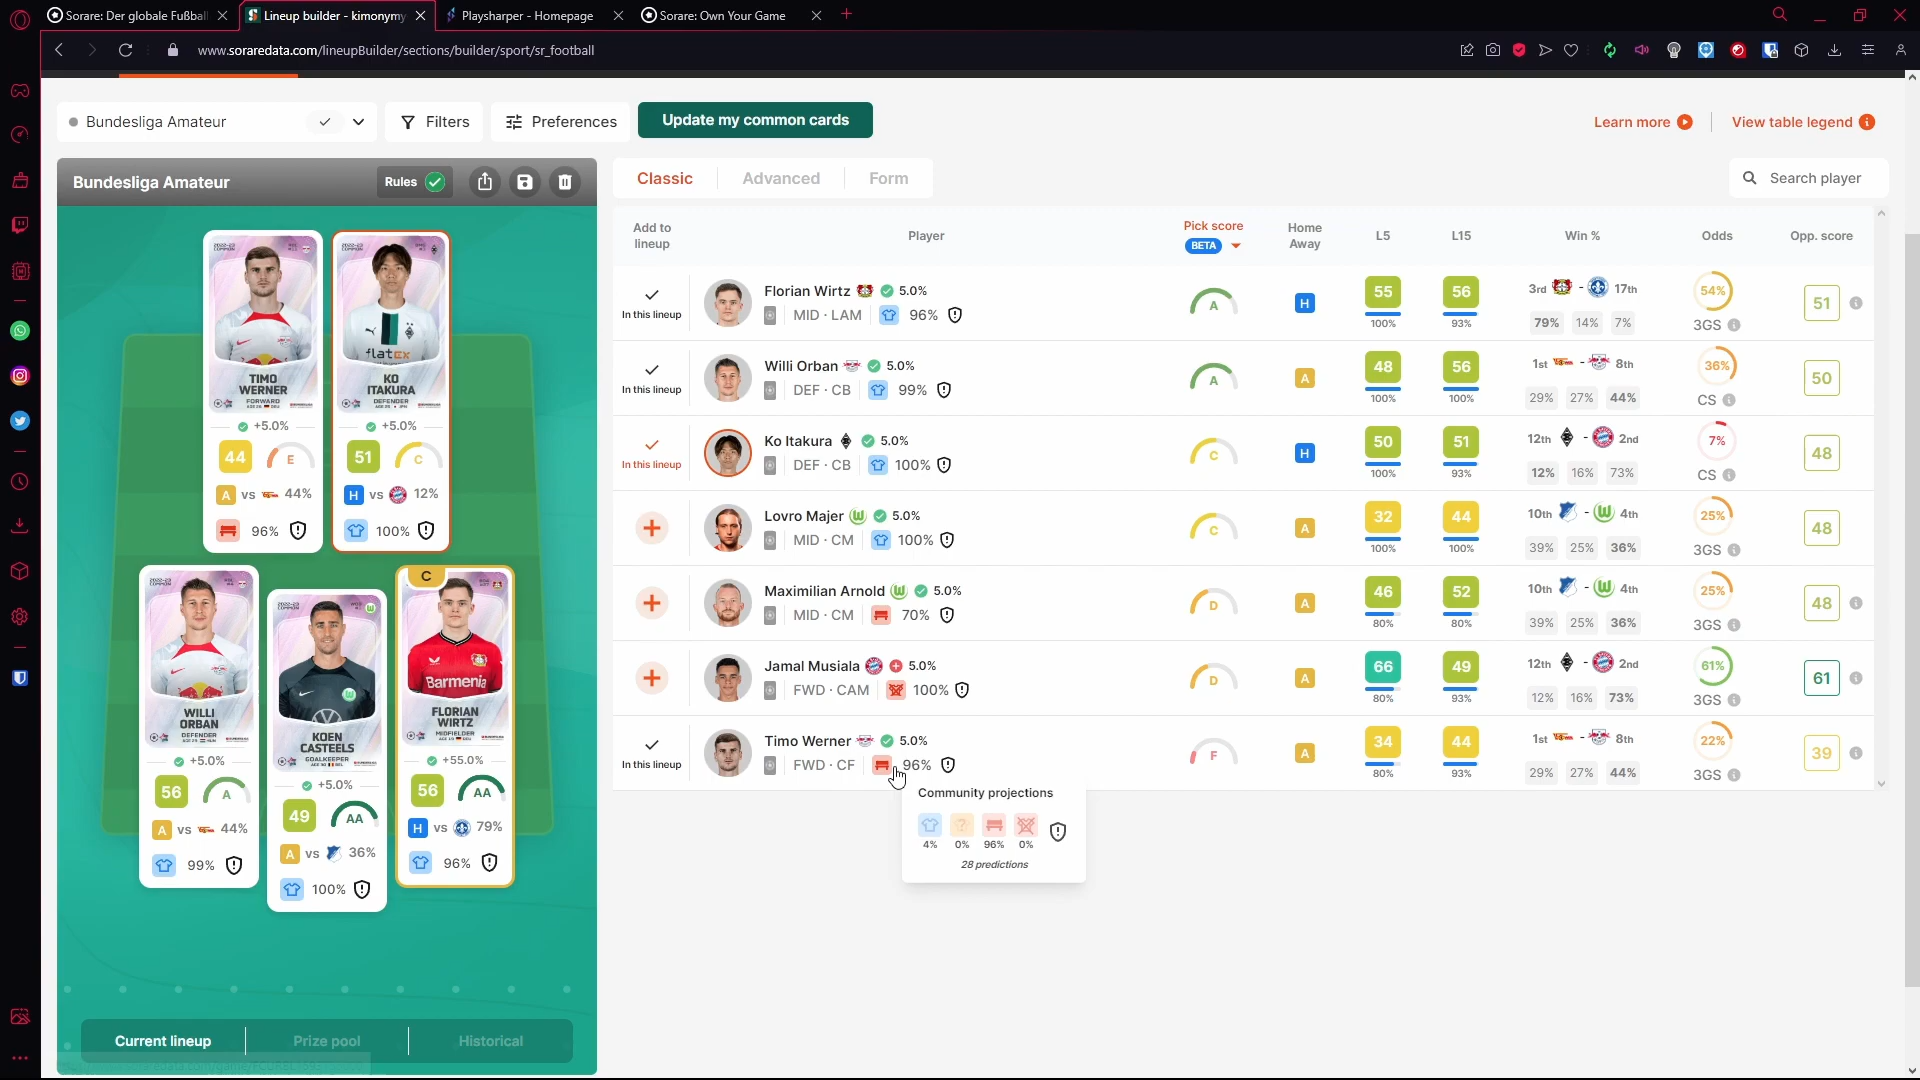 Sorare: Der globale Fußball
Lineup builder - kimonymy
Playsharper - Homepage
Sorare: Own Your Game
www.soraredata.com/lineupBuilder/sections/builder/sport/sr_football
Bundesliga Amateur
Filters
Preferences
Update my common cards
Learn more
View table legend
Bundesliga Amateur
Rules
TIMO WERNER
FORWARD
+5.0%
44 E
A vs 44%
96%
KO ITAKURA
DEFENDER
flatex
+5.0%
51 C
H vs 12%
100%
WILLI ORBAN
DEFENDER
+5.0%
56 A
A vs 44%
99%
KOEN CASTEELS
GOALKEEPER
+5.0%
49 AA
A vs 36%
100%
C
Barmenia
FLORIAN WIRTZ
MIDFIELDER
+55.0%
56 AA
H vs 79%
96%
Current lineup
Prize pool
Historical
Classic
Advanced
Form
Search player
Add to lineup
Player
Pick score
BETA
Home Away
L5
L15
Win %
Odds
Opp. score
In this lineup
Florian Wirtz 5.0%
MID · LAM 96%
A
H
55 100%
56 93%
3rd - 17th
79% 14% 7%
54%
3GS
51
In this lineup
Willi Orban 5.0%
DEF · CB 99%
A
A
48 100%
56 100%
1st - 8th
29% 27% 44%
36%
CS
50
In this lineup
Ko Itakura 5.0%
DEF · CB 100%
C
H
50 100%
51 93%
12th - 2nd
12% 16% 73%
7%
CS
48
Lovro Majer 5.0%
MID · CM 100%
C
A
32 100%
44 100%
10th - 4th
39% 25% 36%
25%
3GS
48
Maximilian Arnold 5.0%
MID · CM 70%
D
A
46 80%
52 80%
10th - 4th
39% 25% 36%
25%
3GS
48
Jamal Musiala 5.0%
FWD · CAM 100%
D
A
66 80%
49 93%
12th - 2nd
12% 16% 73%
61%
3GS
61
In this lineup
Timo Werner 5.0%
FWD · CF 96%
F
A
34 80%
44 93%
1st - 8th
29% 27% 44%
22%
3GS
39
Community projections
4% 0% 96% 0%
28 predictions